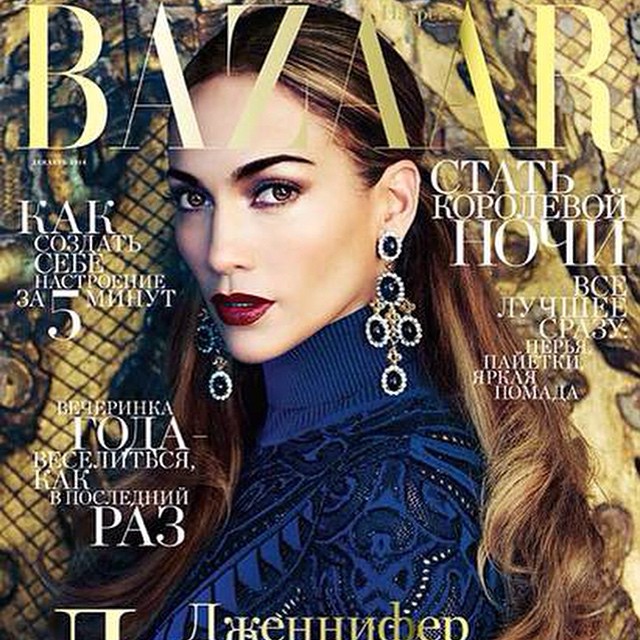 BAZAAR
ДЕКАБРЬ
КАК
СОЗДАТЬ
СЕБЕ
НАСТРОЕНИЕ
ЗА 5 МИНУТ
СТАТЬ
КОРОЛЕВОЙ
НОЧИ
ВСЕ
ЛУЧШЕЕ
СРАЗУ:
ПЕРЬЯ,
ПАЙЕТКИ,
ЯРКАЯ
ПОМАДА
ВЕЧЕРИНКА
ГОДА –
ВЕСЕЛИТЬСЯ,
КАК
В ПОСЛЕДНИЙ
РАЗ
Дженнифер